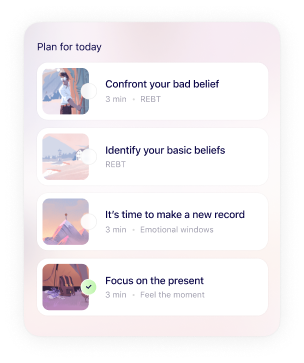 Plan for today
Confront your bad belief
3 min · REBT
Identify your basic beliefs
REBT
It's time to make a new record
3 min · Emotional windows
Focus on the present
3 min · Feel the moment